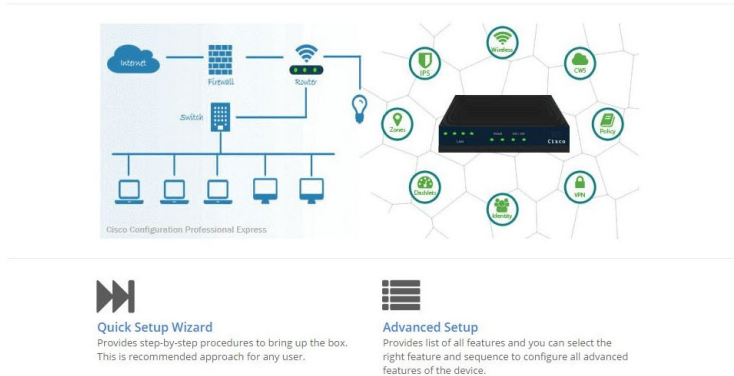 Internet
Firewall
Router
Switch
Cisco Configuration Professional Express
Wireless
IPS
CWS
Zones
Policy
Cisco
LAN
Dashlets
VPN
Identity
Quick Setup Wizard
Provides step-by-step procedures to bring up the box.
This is recommended approach for any user.
Advanced Setup
Provides list of all features and you can select the
right feature and sequence to configure all advanced
features of the device.